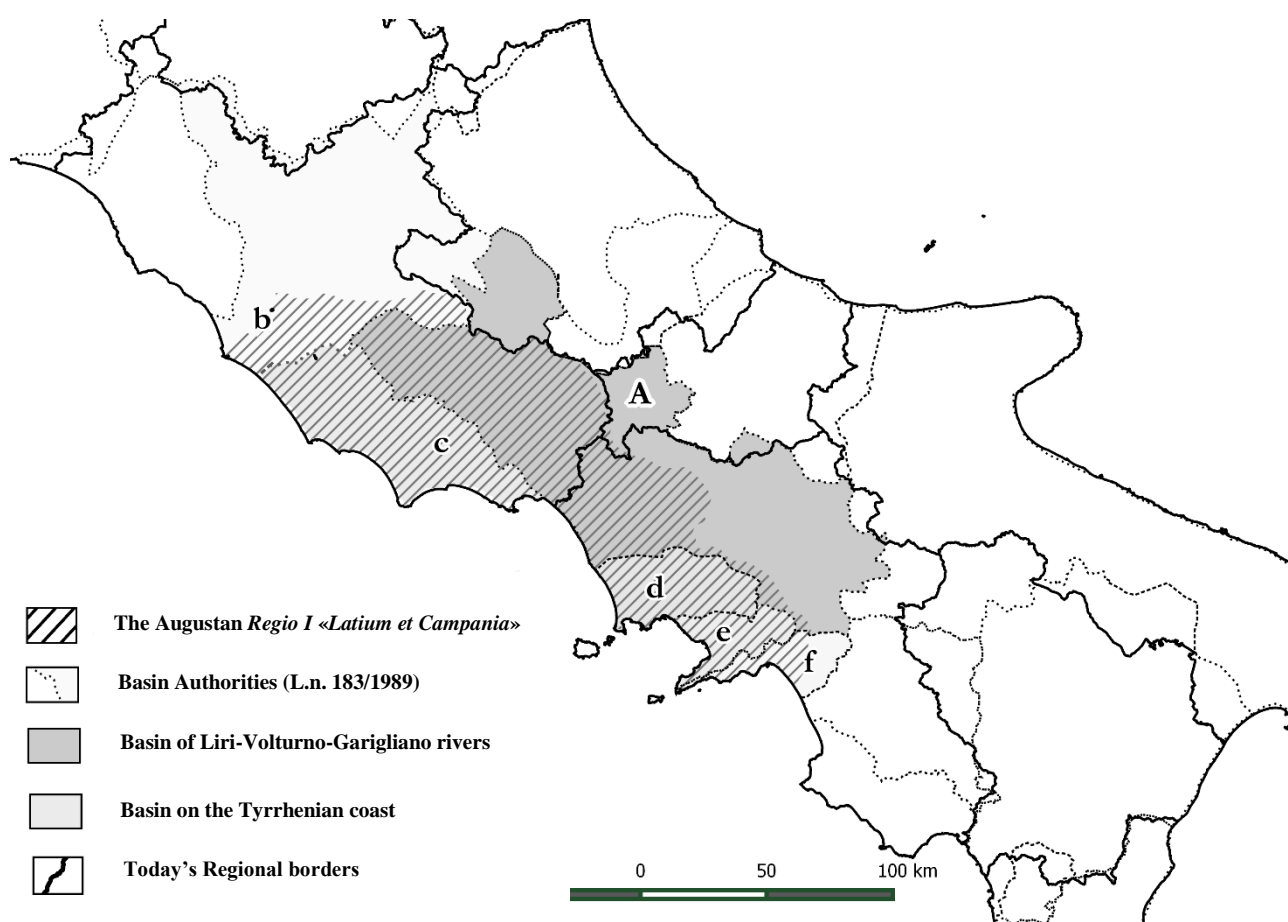 b
A
c
d
e
f
The Augustan Regio I «Latium et Campania»
Basin Authorities (L.n. 183/1989)
Basin of Liri-Volturno-Garigliano rivers
Basin on the Tyrrhenian coast
Today's Regional borders
0 50 100 km